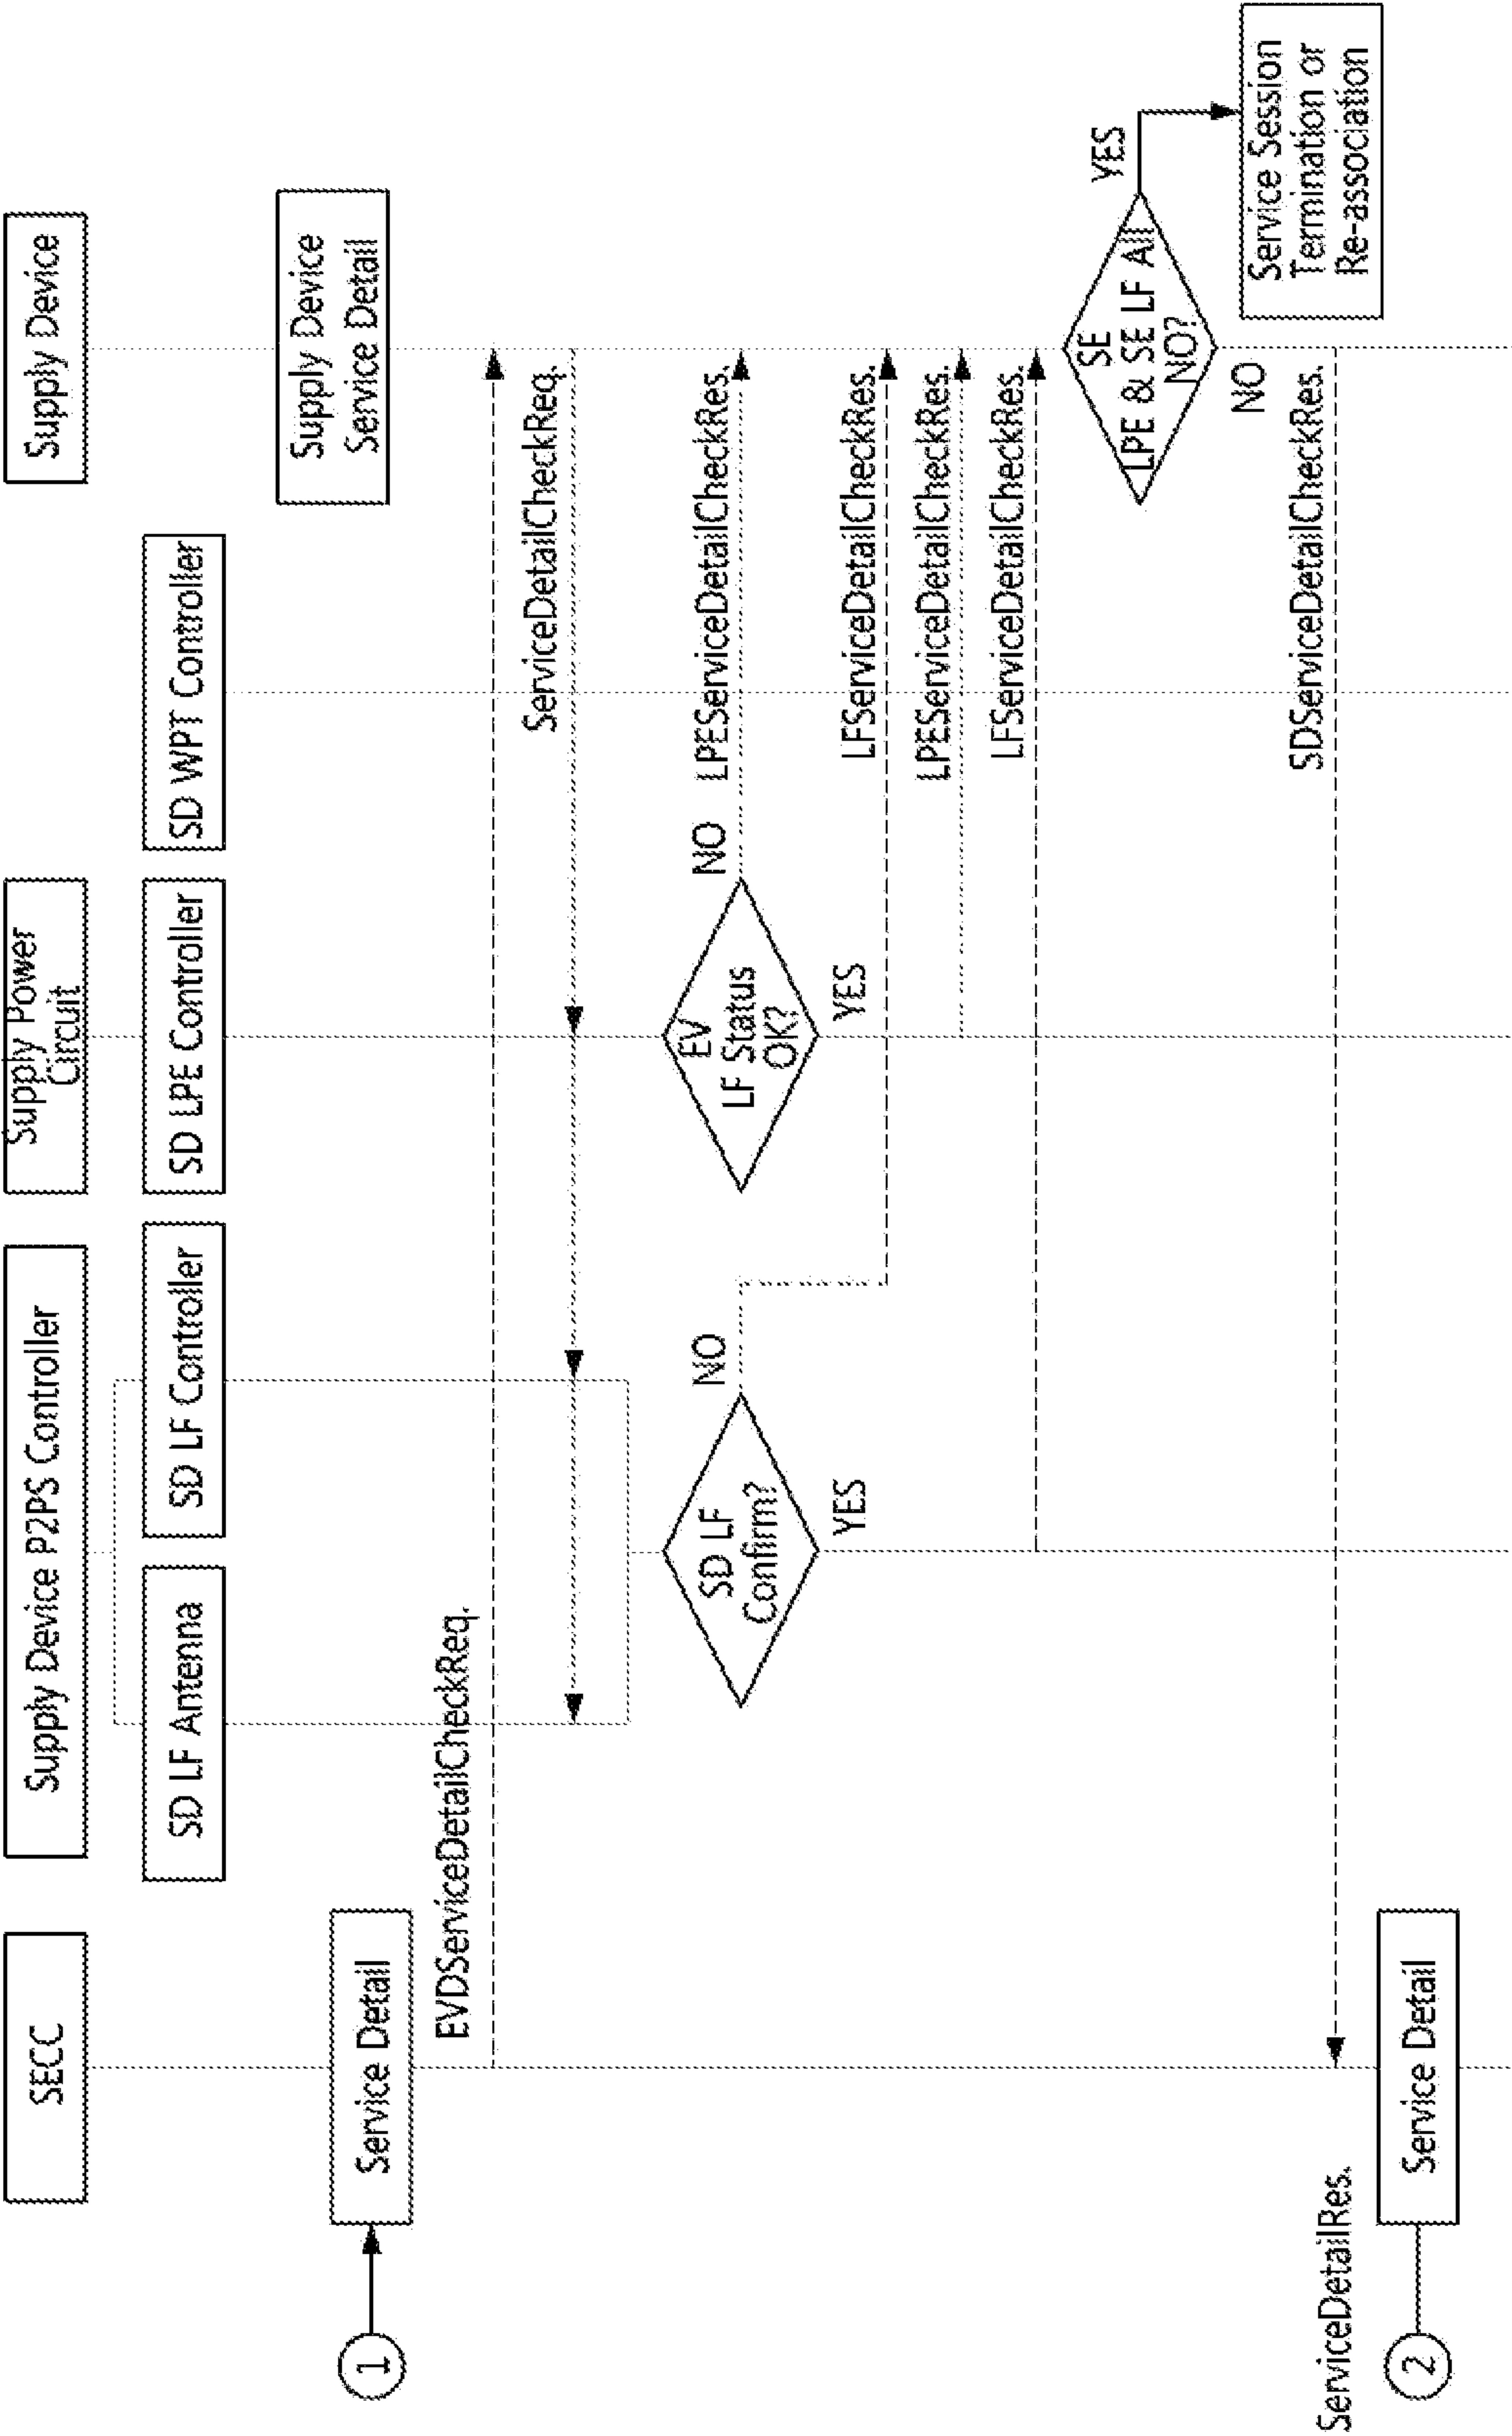 SECC
Supply Device P2PS Controller
Supply Power
Circuit
Supply Device
SD LF Antenna
SD LF Controller
SD LPE Controller
SD WPT Controller
1
Service Detail
Supply Device
Service Detail
EVDServiceDetailCheckReq.
ServiceDetailCheckReq.
SD LF
Confirm?
NO
YES
EV
LF Status
OK?
NO
YES
LPEServiceDetailCheckRes.
LFServiceDetailCheckRes.
LPEServiceDetailCheckRes.
LFServiceDetailCheckRes.
SE
LPE & SE LF All
NO?
YES
NO
Service Session
Termination or
Re-association
SDServiceDetailCheckRes.
ServiceDetailRes.
2
Service Detail